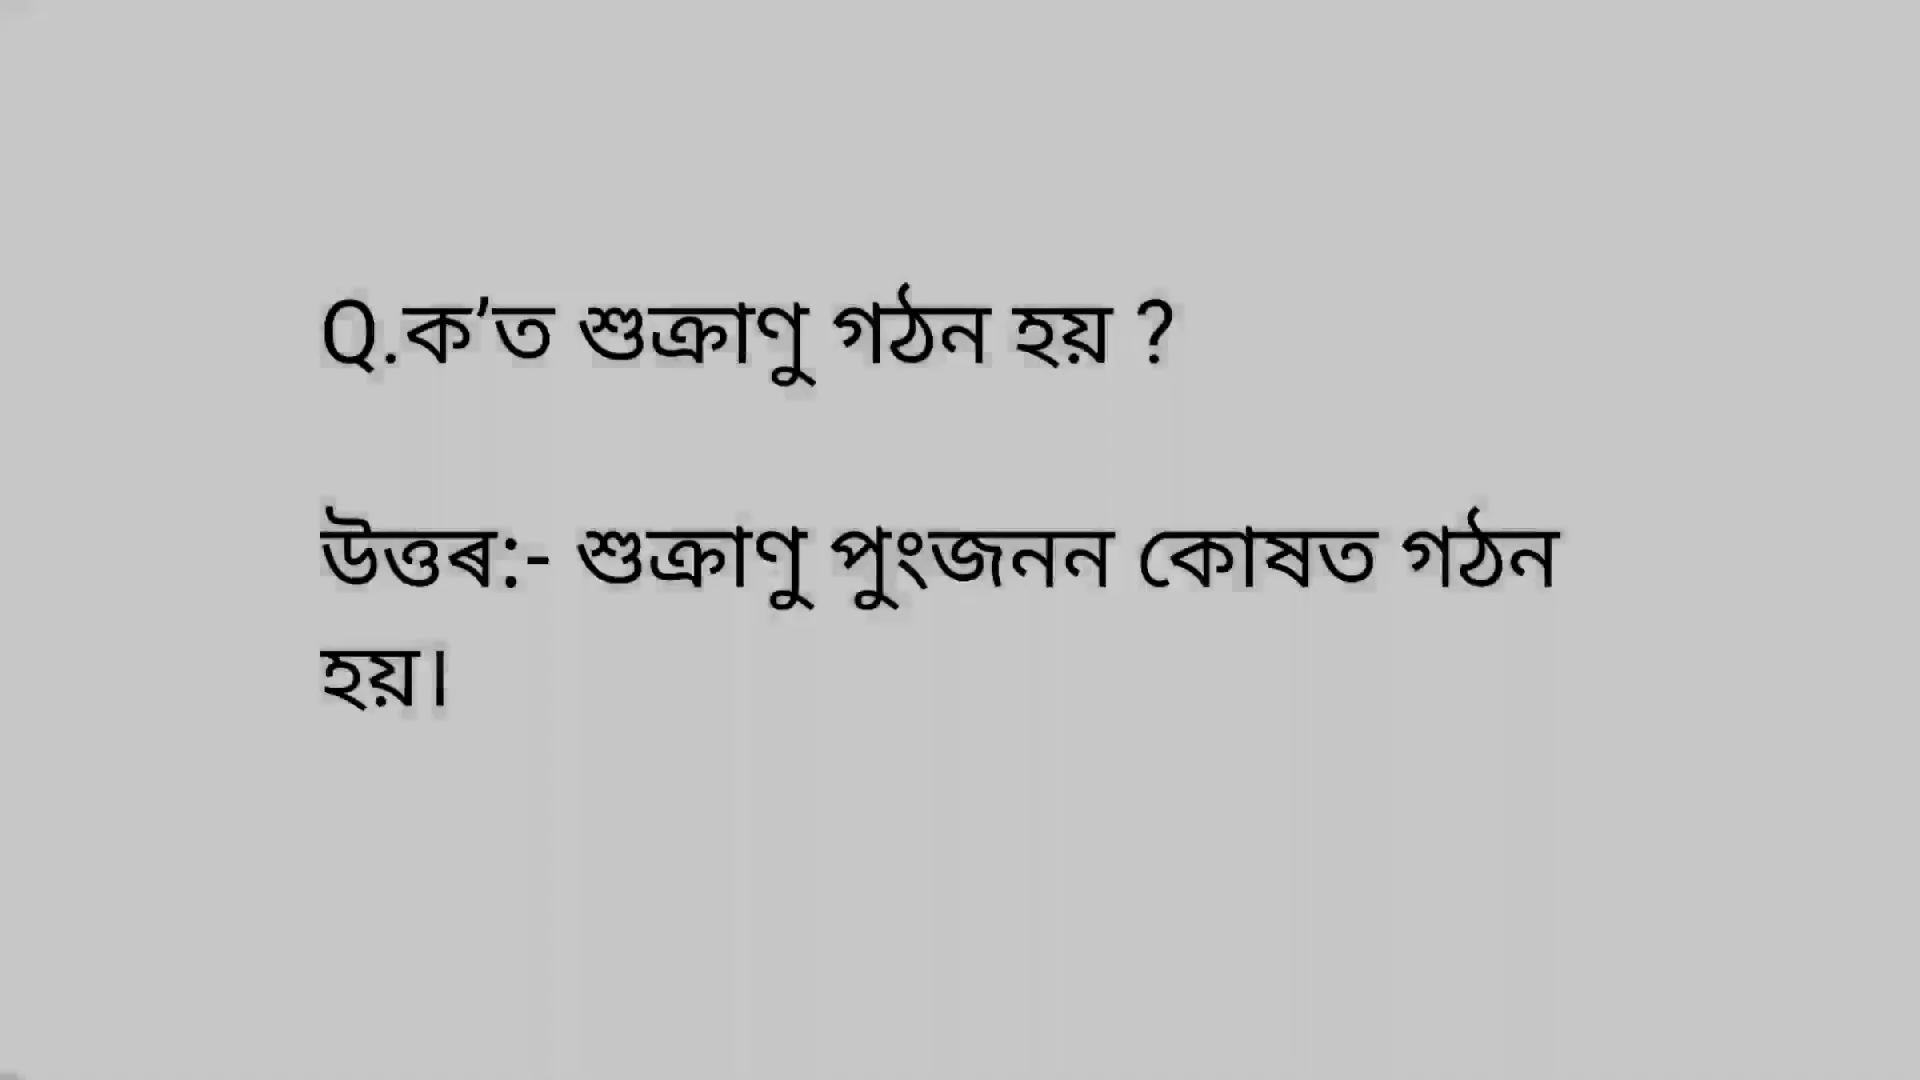 Q.ক’ত শুক্ৰাণু গঠন হয় ?
উত্তৰ:- শুক্ৰাণু পুংজনন কোষত গঠন
হয়।